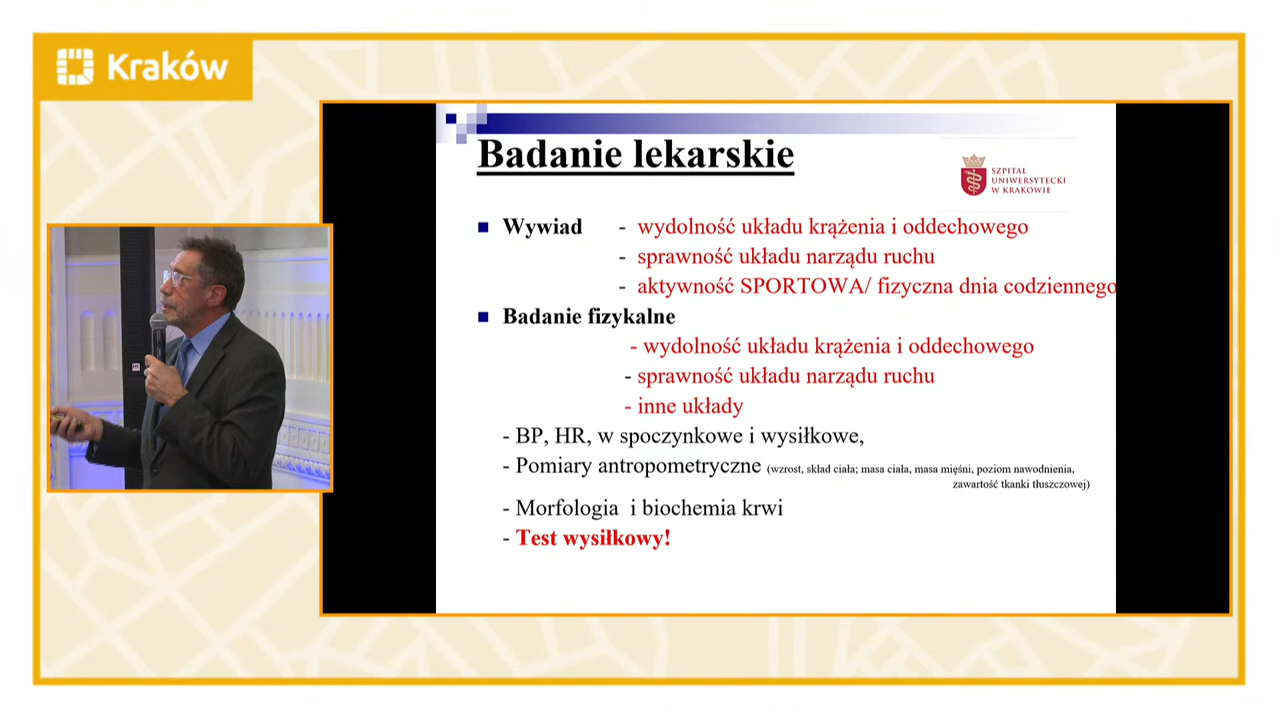 Kraków
Badanie lekarskie
SZPITAL
UNIWERSYTECKI
W KRAKOWIE
Wywiad - wydolność układu krążenia i oddechowego
- sprawność układu narządu ruchu
- aktywność SPORTOWA/ fizyczna dnia codziennego
Badanie fizykalne
- wydolność układu krążenia i oddechowego
- sprawność układu narządu ruchu
- inne układy
- BP, HR, w spoczynkowe i wysiłkowe,
- Pomiary antropometryczne (wzrost, skład ciała; masa ciała, masa mięśni, poziom nawodnienia,
zawartość tkanki tłuszczowej)
- Morfologia i biochemia krwi
- Test wysiłkowy!